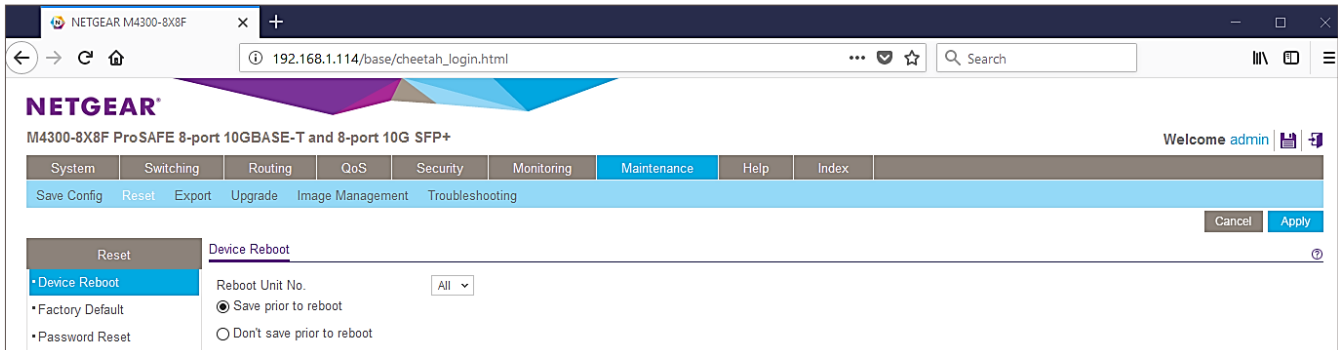 NETGEAR M4300-8X8F
192.168.1.114/base/cheetah_login.html
Search
NETGEAR®
M4300-8X8F ProSAFE 8-port 10GBASE-T and 8-port 10G SFP+
Welcome admin
System Switching Routing QoS Security Monitoring Maintenance Help Index
Save Config Reset Export Upgrade Image Management Troubleshooting
Cancel Apply
Reset
Device Reboot
•Device Reboot
•Factory Default
•Password Reset
Reboot Unit No. All
Save prior to reboot
Don't save prior to reboot